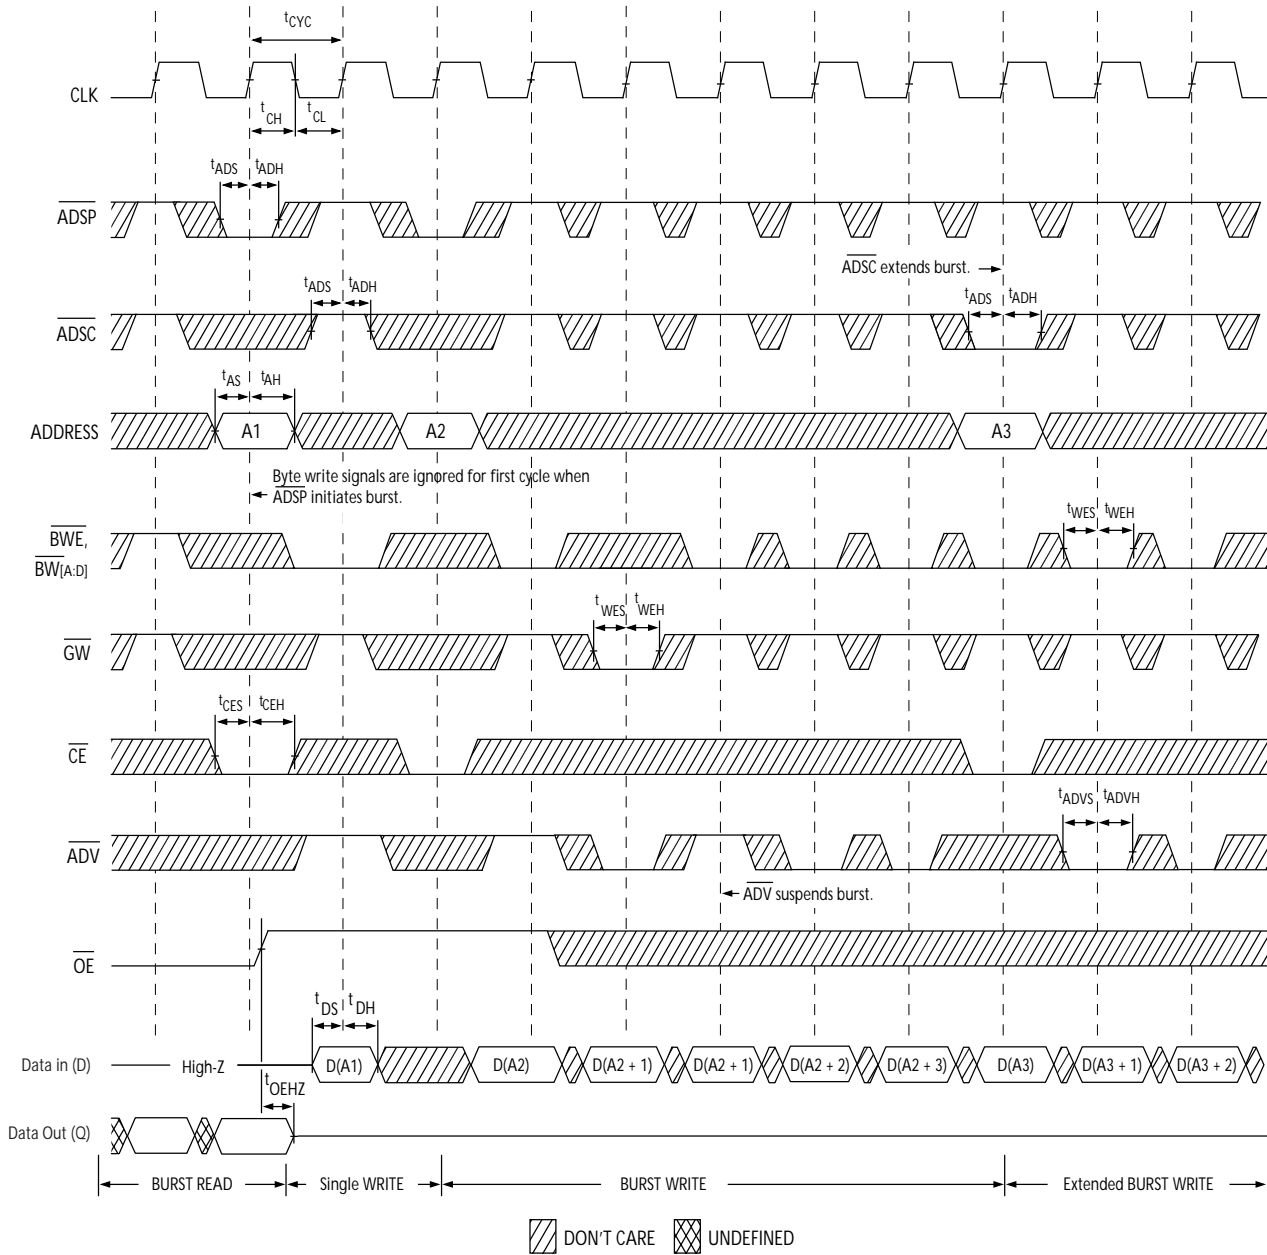 tCYC
CLK
tCH
tCL
tADS
tADH
ADSP
ADSC extends burst.
tADS
tADH
tADS
tADH
ADSC
tAS
tAH
ADDRESS
A1
A2
A3
Byte write signals are ignored for first cycle when
ADSP initiates burst.
tWES
tWEH
BWE,
BW[A:D]
tWES
tWEH
GW
tCES
tCEH
CE
tADVS
tADVH
ADV
ADV suspends burst.
OE
tDS
tDH
Data in (D)
High-Z
D(A1)
D(A2)
D(A2 + 1)
D(A2 + 1)
D(A2 + 2)
D(A2 + 3)
D(A3)
D(A3 + 1)
D(A3 + 2)
tOEHZ
Data Out (Q)
BURST READ
Single WRITE
BURST WRITE
Extended BURST WRITE
DON'T CARE
UNDEFINED